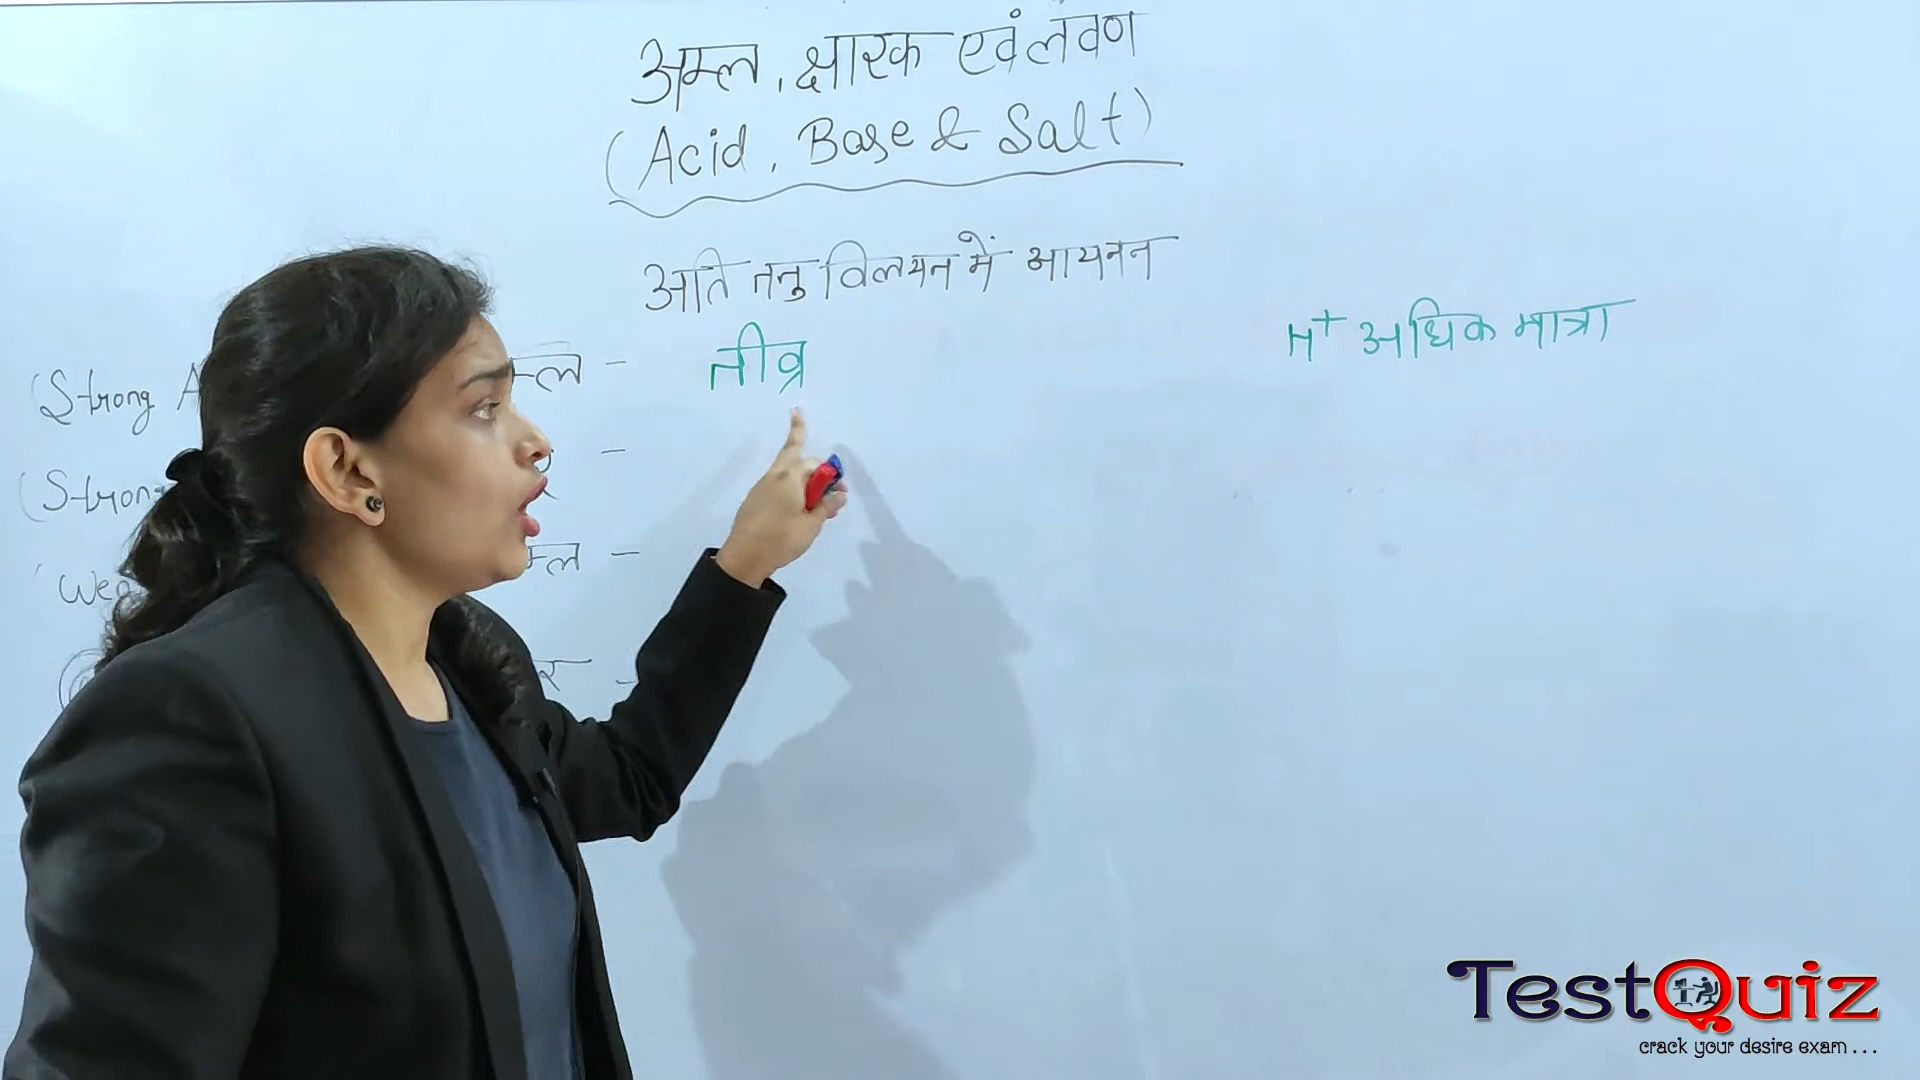 अम्ल, क्षारक एवं लवण
(Acid, Base & Salt)
अति तनु विलयन में आयनन
(Strong
म्ल - तीव्र
H⁺ अधिक मात्रा
(Strong
-
म्ल -
-
TestQuiz
crack your desire exam...